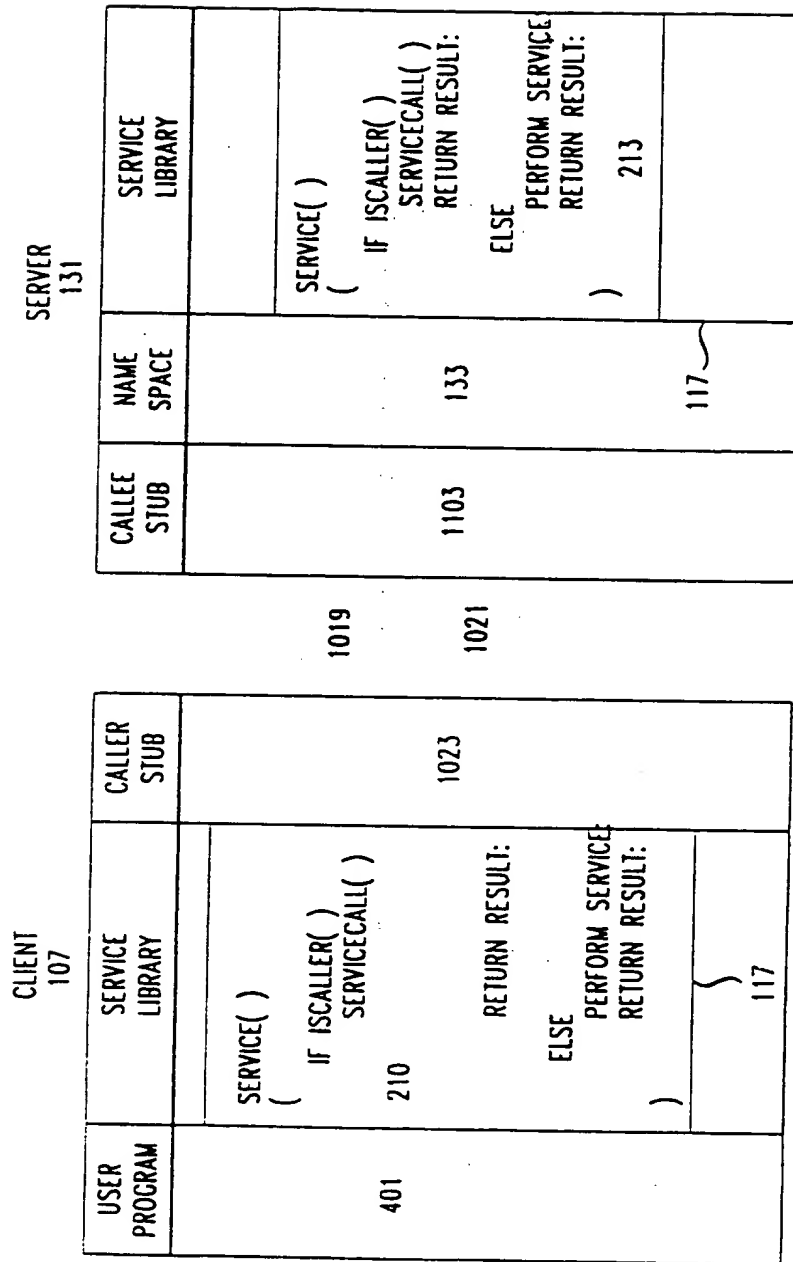 CLIENT
107
USER
PROGRAM
SERVICE
LIBRARY
CALLER
STUB
401
SERVICE( )
(
IF ISCALLER( )
SERVICECALL( )
210
RETURN RESULT:
ELSE
PERFORM SERVICE:
RETURN RESULT:
)
117
1023
1019
1021
SERVER
131
CALLEE
STUB
NAME
SPACE
SERVICE
LIBRARY
1103
133
SERVICE( )
(
IF ISCALLER( )
SERVICECALL( )
RETURN RESULT:
ELSE
PERFORM SERVICE:
RETURN RESULT:
213
)
117